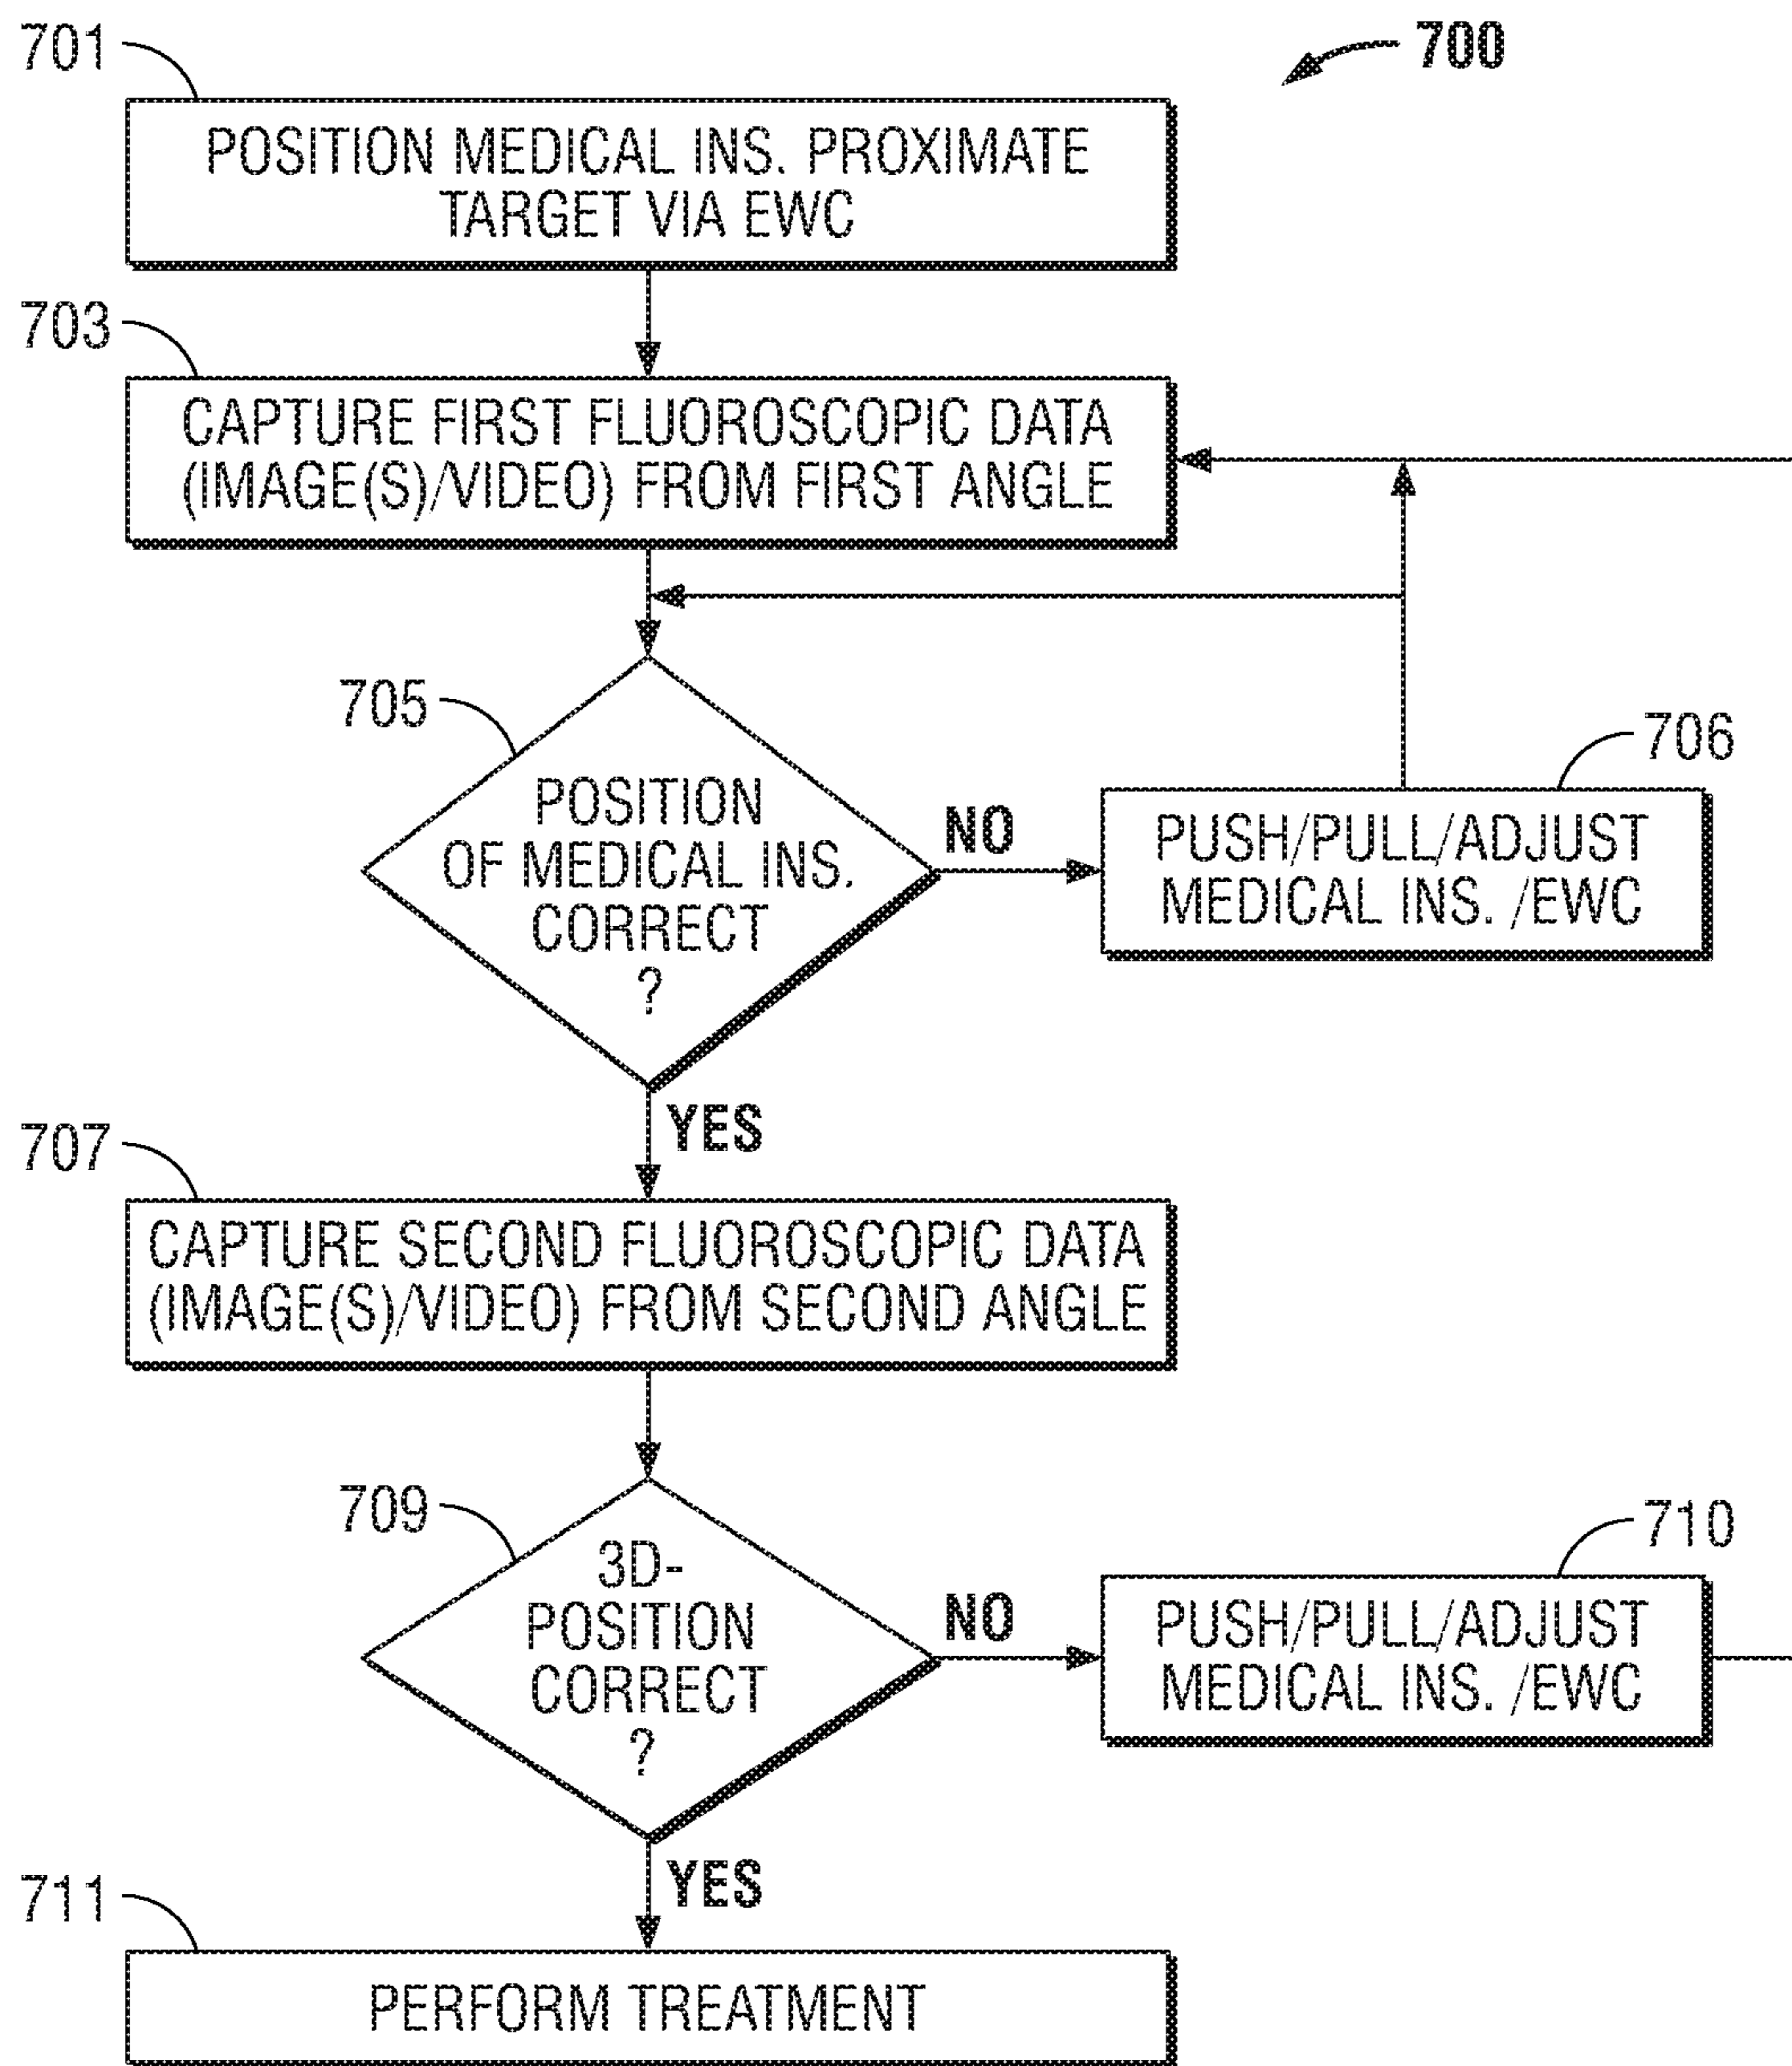 700
701
POSITION MEDICAL INS. PROXIMATE
TARGET VIA EWC
703
CAPTURE FIRST FLUOROSCOPIC DATA
(IMAGE(S)/VIDEO) FROM FIRST ANGLE
705
POSITION
OF MEDICAL INS.
CORRECT
?
NO
706
PUSH/PULL/ADJUST
MEDICAL INS. /EWC
YES
707
CAPTURE SECOND FLUOROSCOPIC DATA
(IMAGE(S)/VIDEO) FROM SECOND ANGLE
709
3D-
POSITION
CORRECT
?
NO
710
PUSH/PULL/ADJUST
MEDICAL INS. /EWC
YES
711
PERFORM TREATMENT